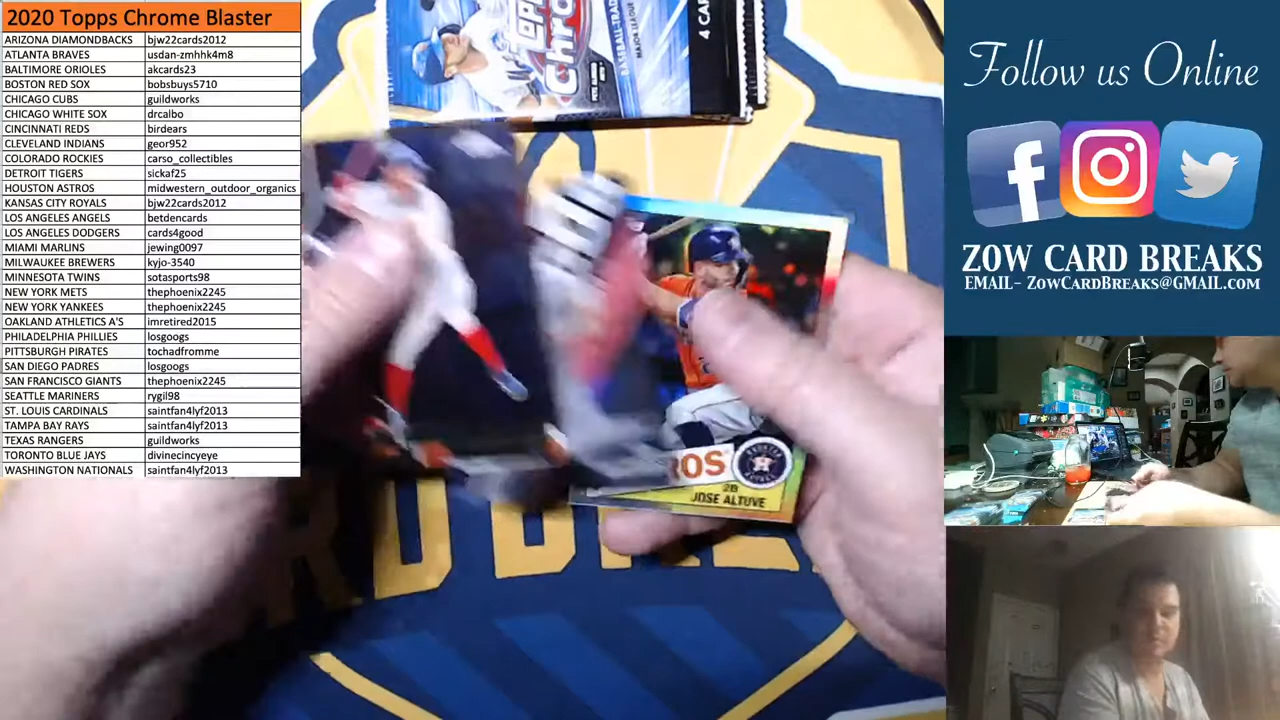 2020 Topps Chrome Blaster
ARIZONA DIAMONDBACKS bjw22cards2012
ATLANTA BRAVES usdan-zmhhk4m8
BALTIMORE ORIOLES akcards23
BOSTON RED SOX bobsbuys5710
CHICAGO CUBS guildworks
CHICAGO WHITE SOX drcalbo
CINCINNATI REDS birdears
CLEVELAND INDIANS geor952
COLORADO ROCKIES carso_collectibles
DETROIT TIGERS sickaf25
HOUSTON ASTROS midwestern_outdoor_organics
KANSAS CITY ROYALS bjw22cards2012
LOS ANGELES ANGELS betdencards
LOS ANGELES DODGERS cards4good
MIAMI MARLINS jewing0097
MILWAUKEE BREWERS kyjo-3540
MINNESOTA TWINS sotasports98
NEW YORK METS thephoenix2245
NEW YORK YANKEES thephoenix2245
OAKLAND ATHLETICS A'S imretired2015
PHILADELPHIA PHILLIES losgoogs
PITTSBURGH PIRATES tochadfromme
SAN DIEGO PADRES losgoogs
SAN FRANCISCO GIANTS thephoenix2245
SEATTLE MARINERS rygil98
ST. LOUIS CARDINALS saintfan4lyf2013
TAMPA BAY RAYS saintfan4lyf2013
TEXAS RANGERS guildworks
TORONTO BLUE JAYS divinecincyeye
WASHINGTON NATIONALS saintfan4lyf2013
Topps
Chro
4 CAR
ROS
2B
JOSE ALTUVE
Follow us Online
ZOW CARD BREAKS
EMAIL- ZOWCARDBREAKS@GMAIL.COM